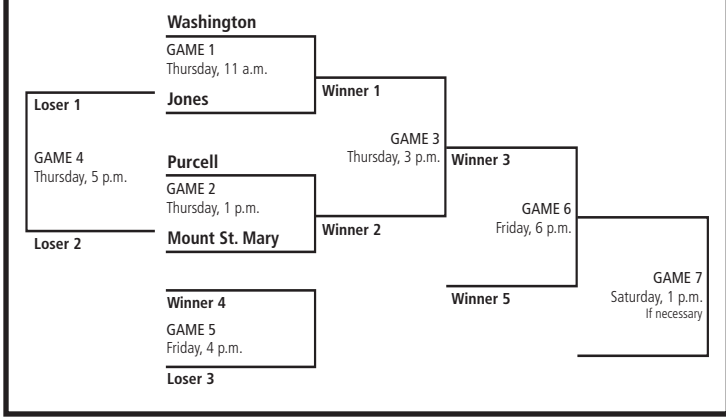 Washington
GAME 1
Thursday, 11 a.m.
Jones
Winner 1
Loser 1
GAME 4
Thursday, 5 p.m.
Loser 2
Purcell
GAME 2
Thursday, 1 p.m.
Mount St. Mary
Winner 2
GAME 3
Thursday, 3 p.m.
Winner 3
GAME 6
Friday, 6 p.m.
Winner 5
Winner 4
GAME 5
Friday, 4 p.m.
Loser 3
GAME 7
Saturday, 1 p.m.
If necessary